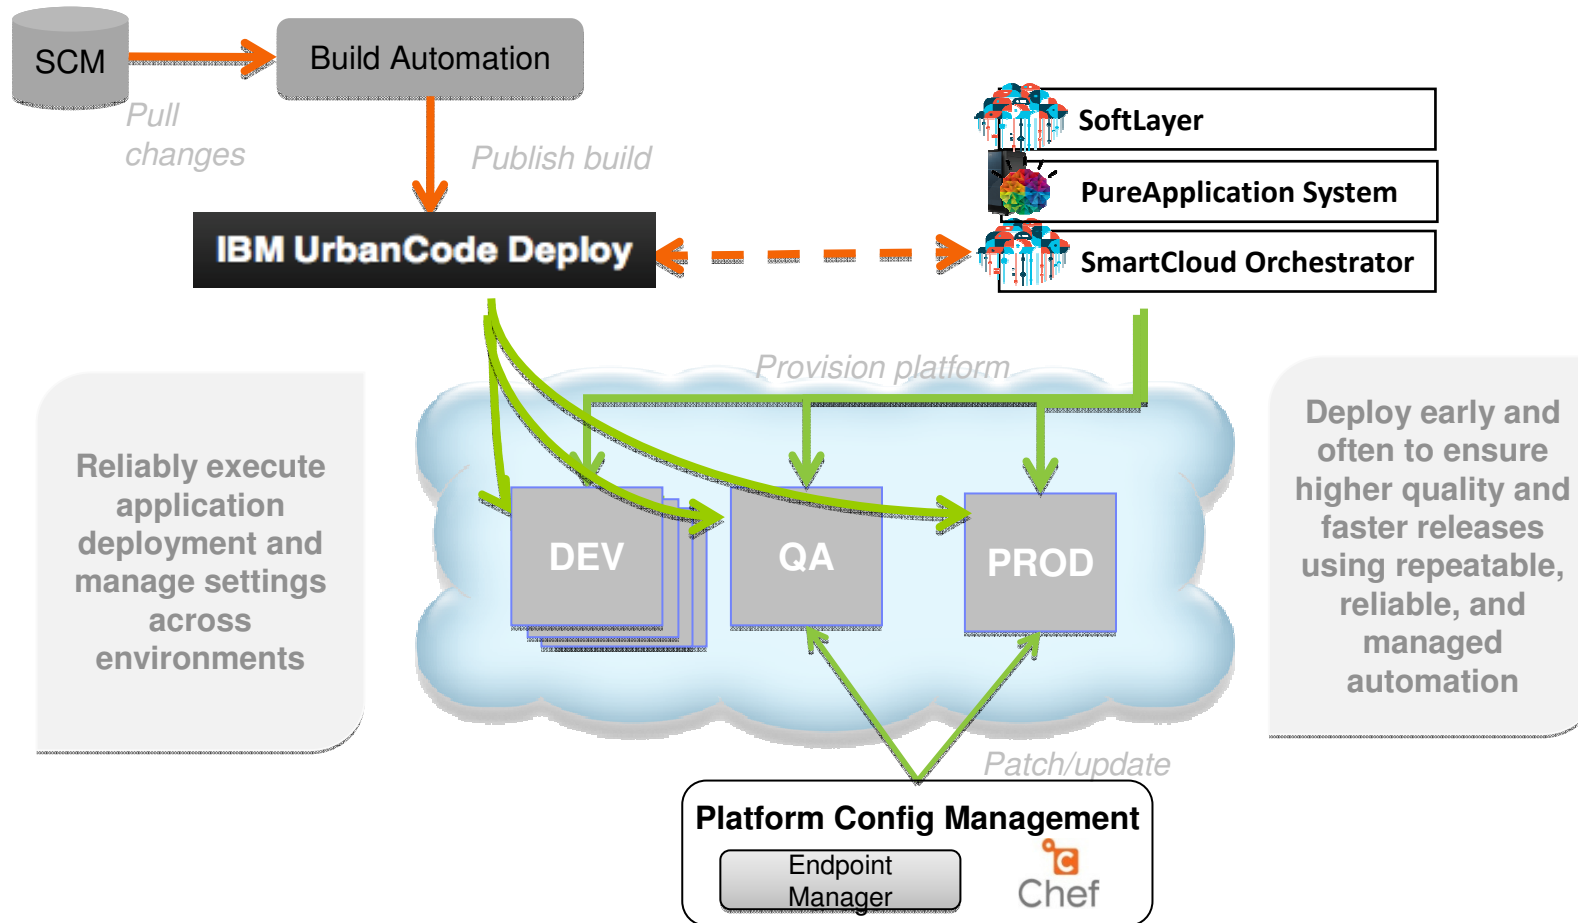 SCM
Build Automation
Pull
changes
Publish build
SoftLayer
PureApplication System
SmartCloud Orchestrator
IBM UrbanCode Deploy
Provision platform
Reliably execute
application
deployment and
manage settings
across
environments
DEV
QA
PROD
Deploy early and
often to ensure
higher quality and
faster releases
using repeatable,
reliable, and
managed
automation
Patch/update
Platform Config Management
Endpoint
Manager
C
Chef